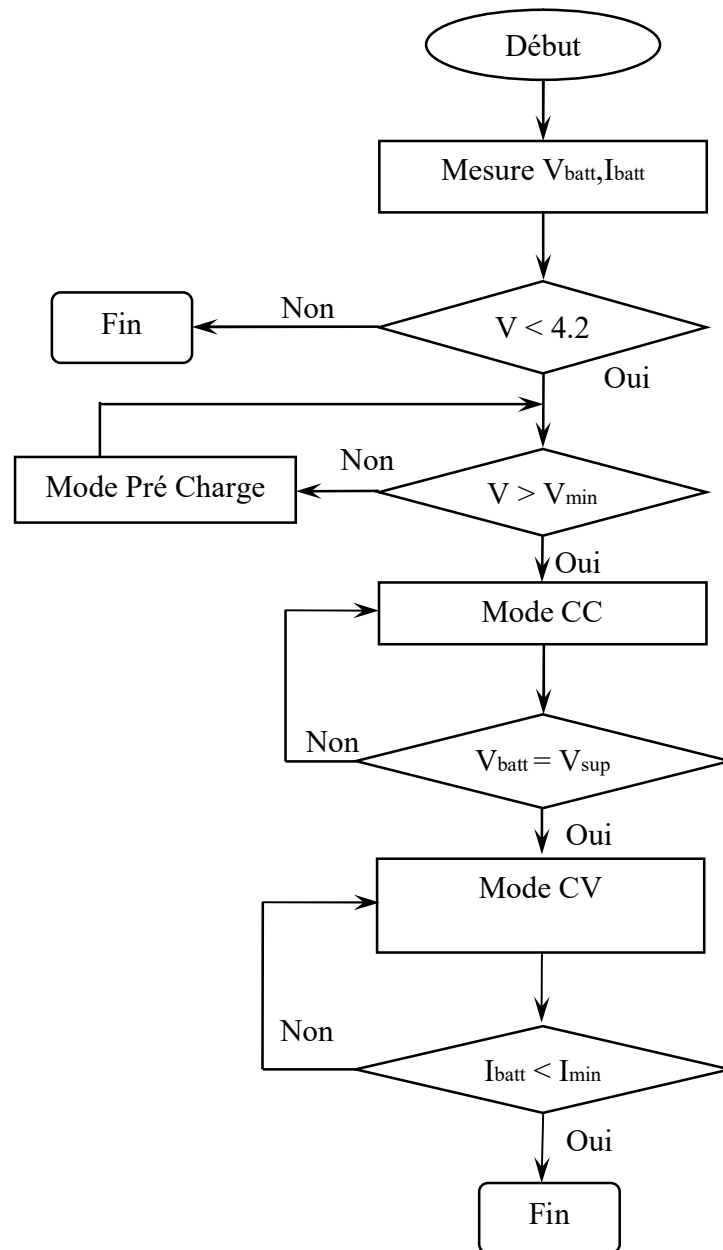 Début
Mesure Vbatt,Ibatt
Non
Fin
V < 4.2
Oui
Non
Mode Pré Charge
V > Vmin
Oui
Mode CC
Non
Vbatt = Vsup
Oui
Mode CV
Non
Ibatt < Imin
Oui
Fin